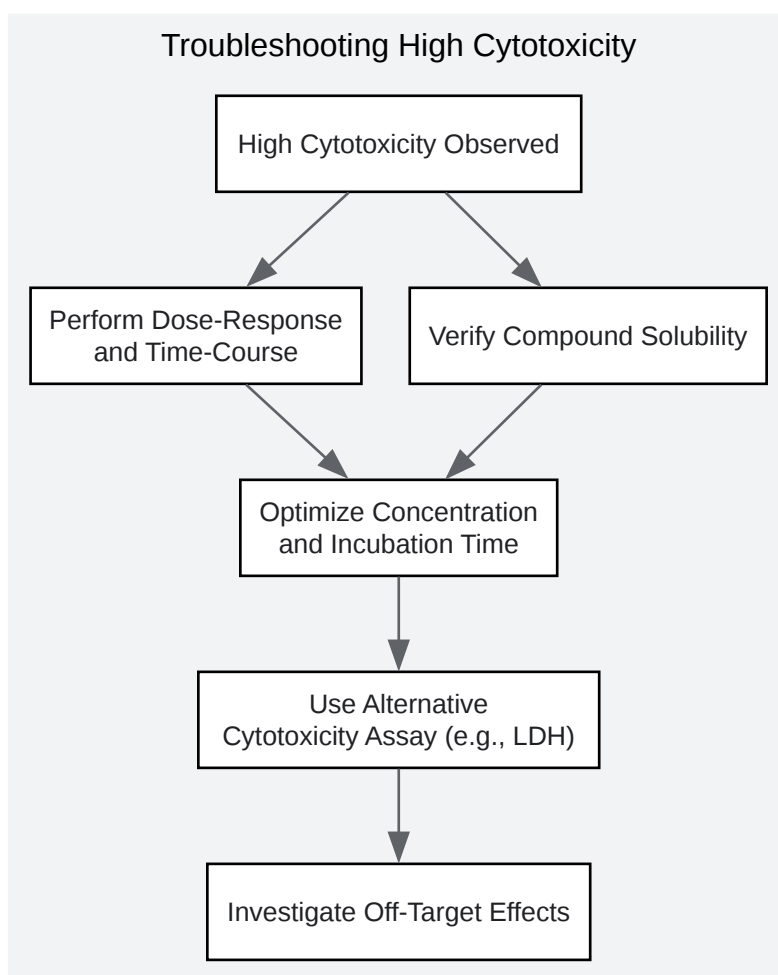 Troubleshooting High Cytotoxicity
High Cytotoxicity Observed
Perform Dose-Response
and Time-Course
Verify Compound Solubility
Optimize Concentration
and Incubation Time
Use Alternative
Cytotoxicity Assay (e.g., LDH)
Investigate Off-Target Effects